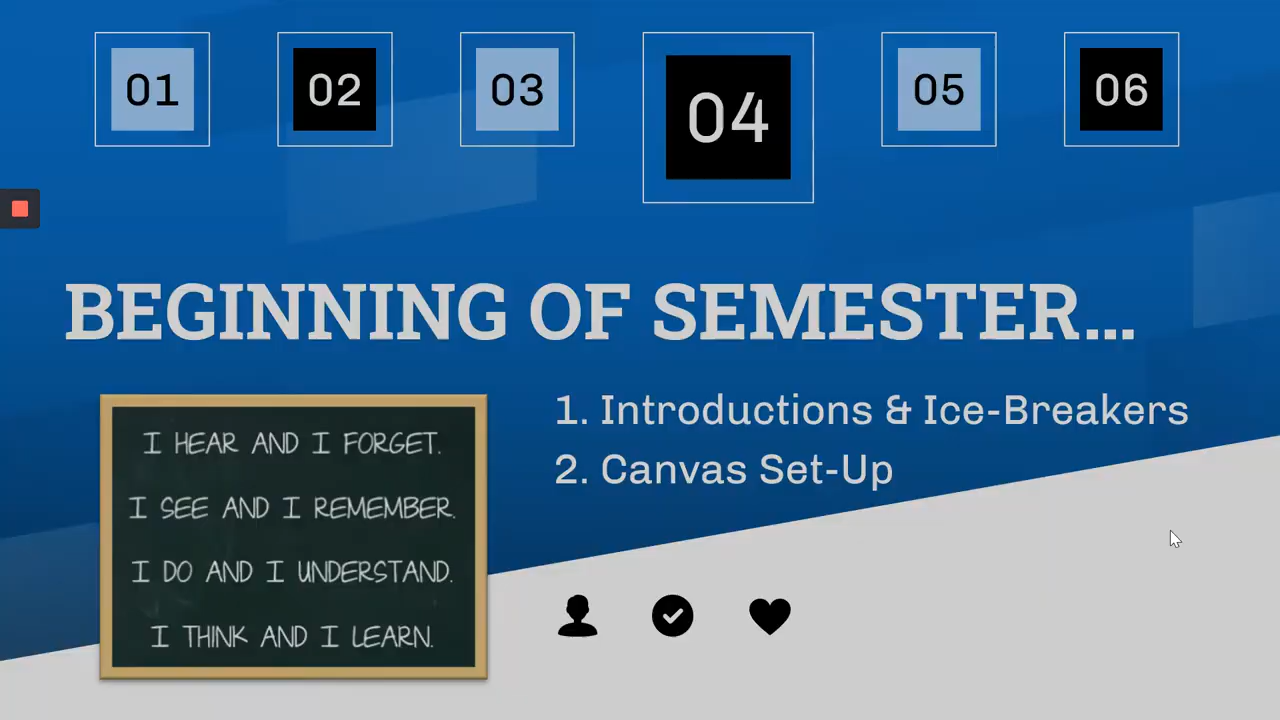 01 02 03 04 05 06
BEGINNING OF SEMESTER...
1. Introductions & Ice-Breakers
2. Canvas Set-Up
I HEAR AND I FORGET.
I SEE AND I REMEMBER.
I DO AND I UNDERSTAND.
I THINK AND I LEARN.